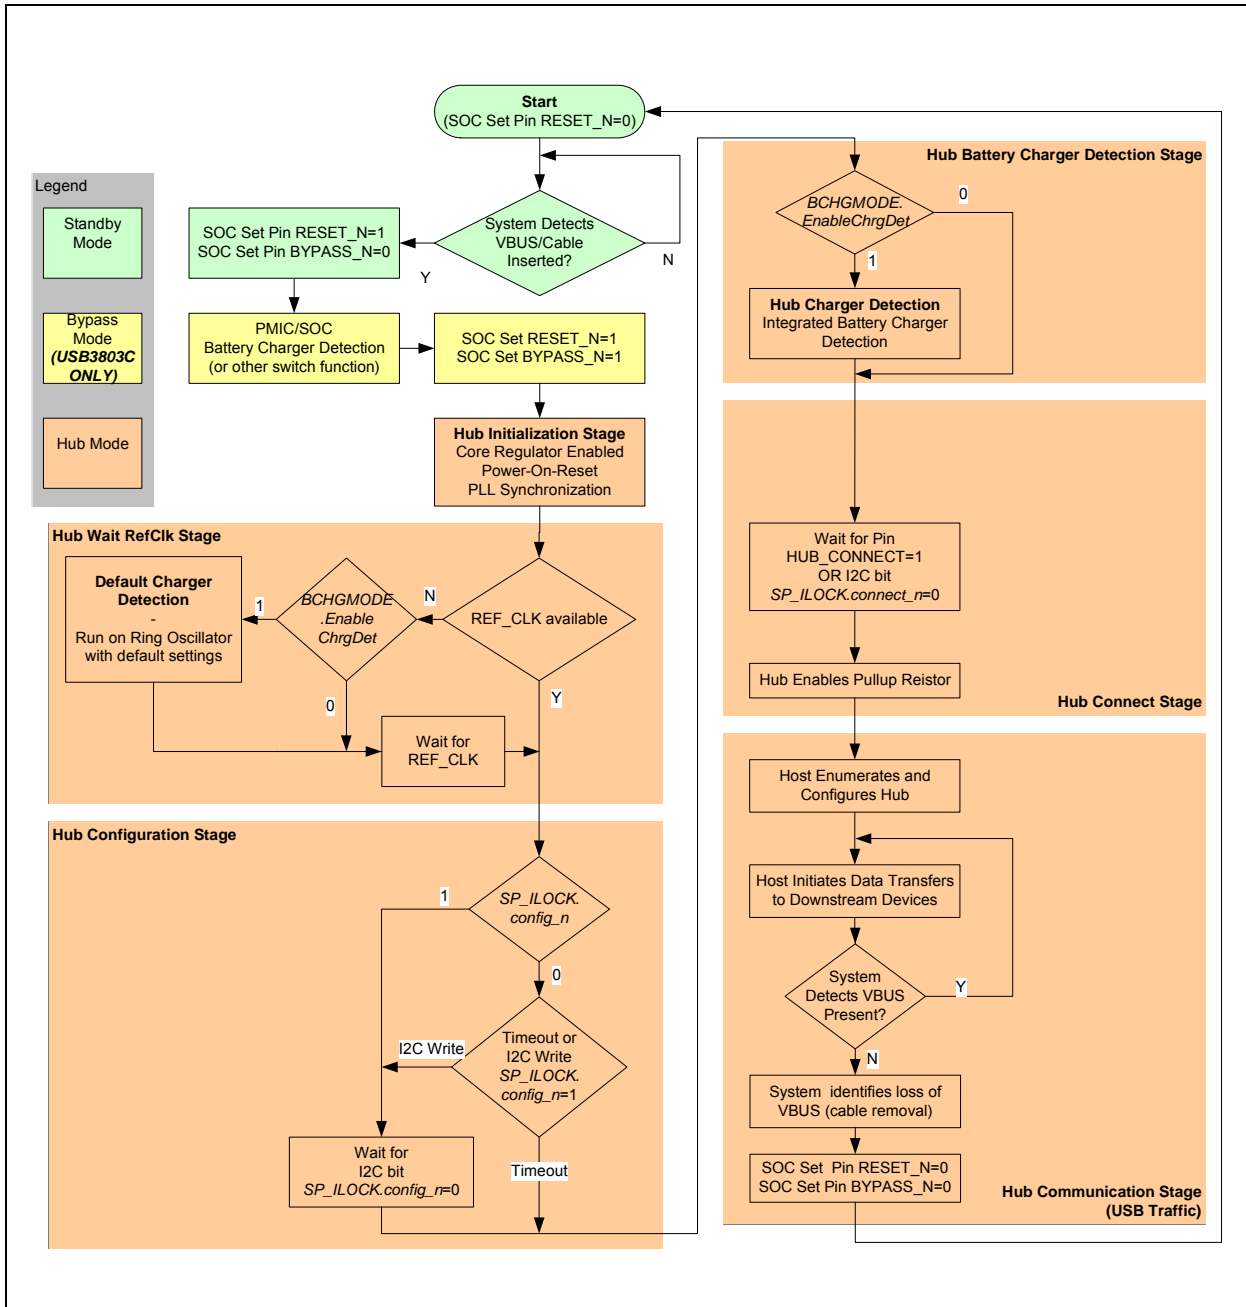 Start
(SOC Set Pin RESET_N=0)
Legend
Standby
Mode
Bypass
Mode
(USB3803C
ONLY)
Hub Mode
System Detects
VBUS/Cable
Inserted?
N
Y
SOC Set Pin RESET_N=1
SOC Set Pin BYPASS_N=0
PMIC/SOC
Battery Charger Detection
(or other switch function)
SOC Set RESET_N=1
SOC Set BYPASS_N=1
Hub Initialization Stage
Core Regulator Enabled
Power-On-Reset
PLL Synchronization
Hub Wait RefClk Stage
Default Charger
Detection
-
Run on Ring Oscillator
with default settings
1
BCHGMODE
.Enable
ChrgDet
N
REF_CLK available
0
Y
Wait for
REF_CLK
Hub Configuration Stage
1
SP_ILOCK.
config_n
0
I2C Write
Timeout or
I2C Write
SP_ILOCK.
config_n=1
Wait for
I2C bit
SP_ILOCK.config_n=0
Timeout
Hub Battery Charger Detection Stage
BCHGMODE.
EnableChrgDet
0
1
Hub Charger Detection
Integrated Battery Charger
Detection
Wait for Pin
HUB_CONNECT=1
OR I2C bit
SP_ILOCK.connect_n=0
Hub Enables Pullup Reistor
Hub Connect Stage
Host Enumerates and
Configures Hub
Host Initiates Data Transfers
to Downstream Devices
System
Detects VBUS
Present?
Y
N
System identifies loss of
VBUS (cable removal)
SOC Set Pin RESET_N=0
SOC Set Pin BYPASS_N=0
Hub Communication Stage
(USB Traffic)